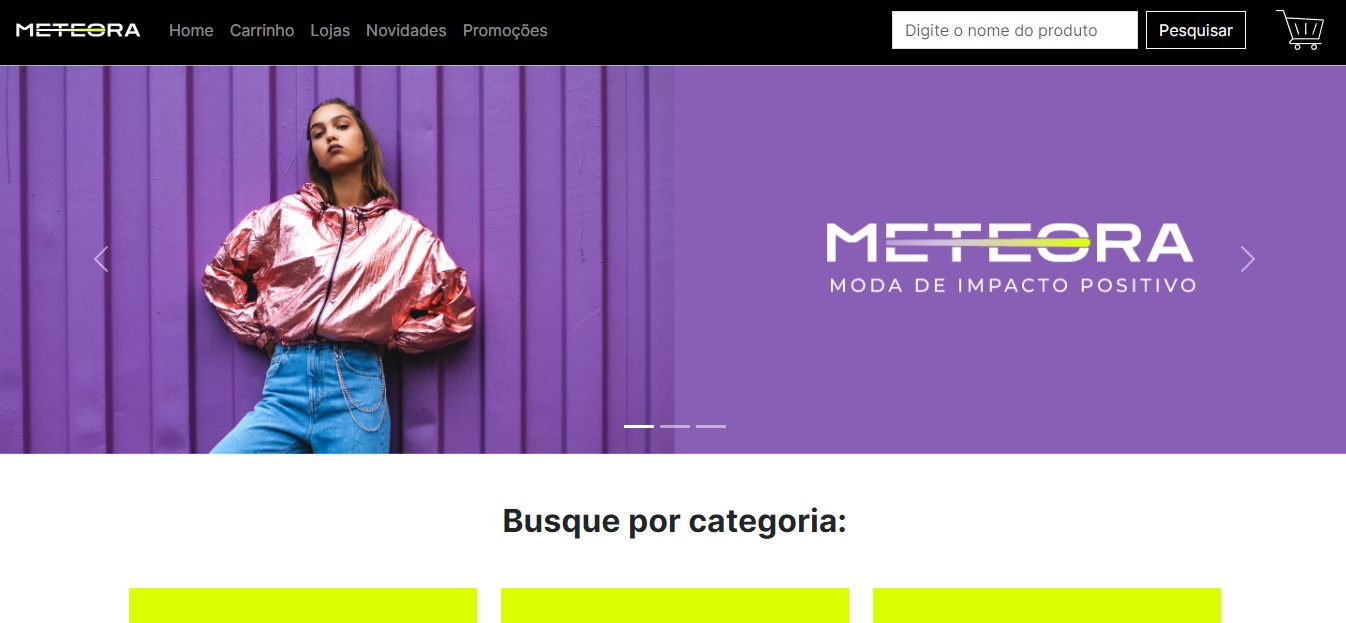 METEORA
Home Carrinho Lojas Novidades Promoções
Digite o nome do produto
Pesquisar
METEORA
MODA DE IMPACTO POSITIVO
Busque por categoria: